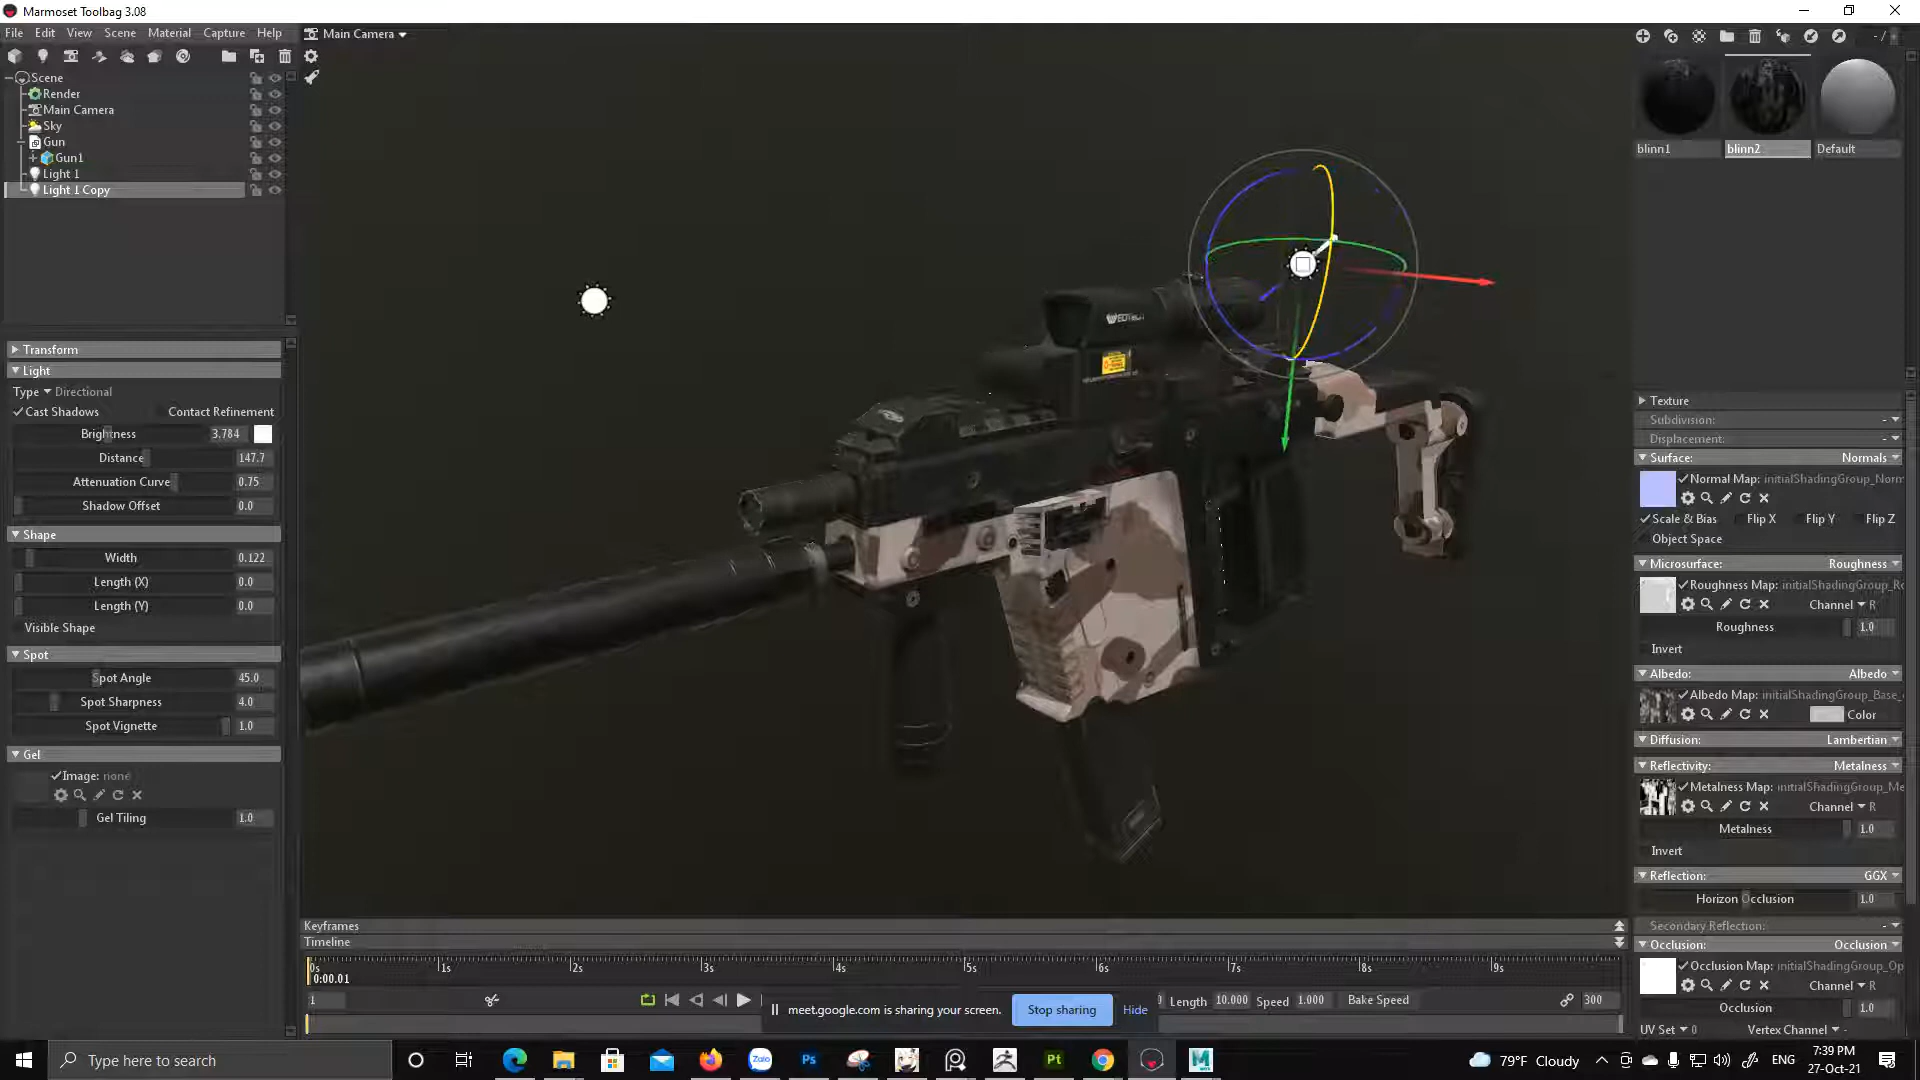 Marmoset Toolbag 3.08
File Edit View Scene Material Capture Help
Main Camera
Scene
Render
Main Camera
Sky
Gun
Gun1
Light 1
Light 1 Copy
Transform
Light
Type Directional
Cast Shadows Contact Refinement
Brightness 3.784
Distance 147.7
Attenuation Curve 0.75
Shadow Offset 0.0
Shape
Width 0.122
Length (X) 0.0
Length (Y) 0.0
Visible Shape
Spot
Spot Angle 45.0
Spot Sharpness 4.0
Spot Vignette 1.0
Gel
Image: none
Gel Tiling 1.0
Keyframes
Timeline
0s 1s 2s 3s 4s 5s 6s 7s 8s 9s
0:00.01
1
Length 10.000 Speed 1.000 Bake Speed 300
meet.google.com is sharing your screen. Stop sharing Hide
blinn1 blinn2 Default
Texture
Subdivision: -
Displacement: -
Surface: Normals
Normal Map: initialShadingGroup_Norm
Scale & Bias Flip X Flip Y Flip Z
Object Space
Microsurface: Roughness
Roughness Map: initialShadingGroup_Ro
Channel R
Roughness 1.0
Invert
Albedo: Albedo
Albedo Map: initialShadingGroup_Base_
Color
Diffusion: Lambertian
Reflectivity: Metalness
Metalness Map: initialShadingGroup_Me
Channel R
Metalness 1.0
Invert
Reflection: GGX
Horizon Occlusion 1.0
Secondary Reflection: -
Occlusion: Occlusion
Occlusion Map: initialShadingGroup_Op
Channel R
Occlusion 1.0
UV Set 0 Vertex Channel -
Type here to search
Zalo
Ps
Pt
79°F Cloudy
ENG
7:39 PM
27-Oct-21